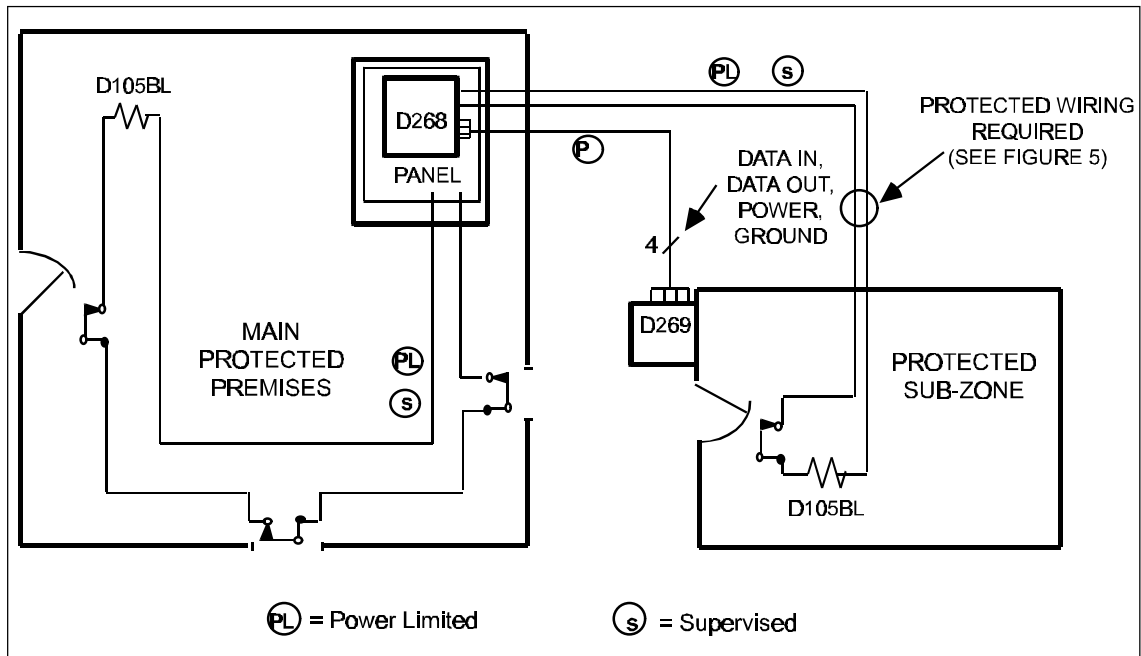 D105BL
D268
PANEL
PL
s
P
DATA IN,
DATA OUT,
POWER,
GROUND
4
PROTECTED WIRING
REQUIRED
(SEE FIGURE 5)
D269
MAIN
PROTECTED
PREMISES
PL
s
PROTECTED
SUB-ZONE
D105BL
PL = Power Limited
s = Supervised